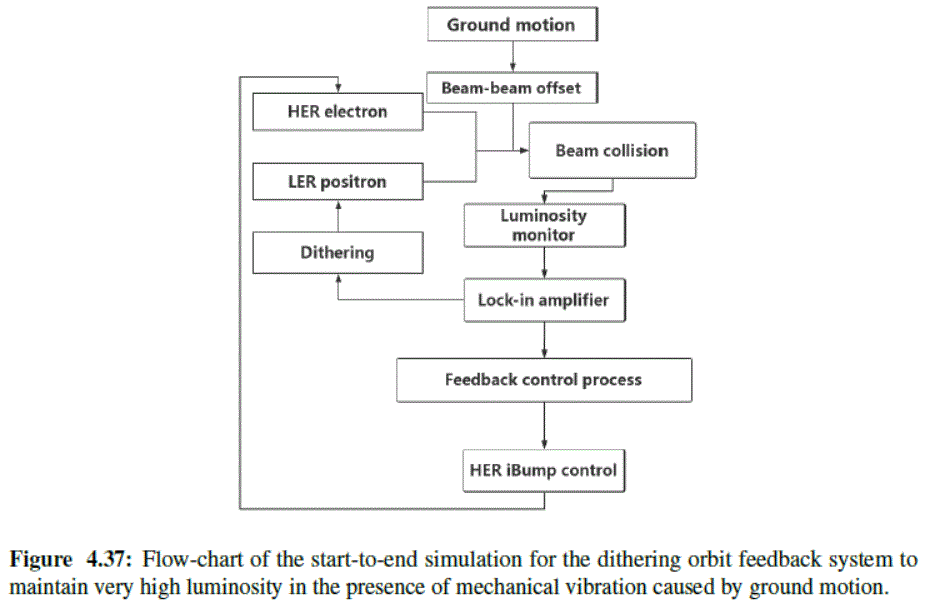 Ground motion
Beam-beam offset
HER electron
Beam collision
LER positron
Luminosity
monitor
Dithering
Lock-in amplifier
Feedback control process
HER iBump control
Figure 4.37: Flow-chart of the start-to-end simulation for the dithering orbit feedback system to
maintain very high luminosity in the presence of mechanical vibration caused by ground motion.